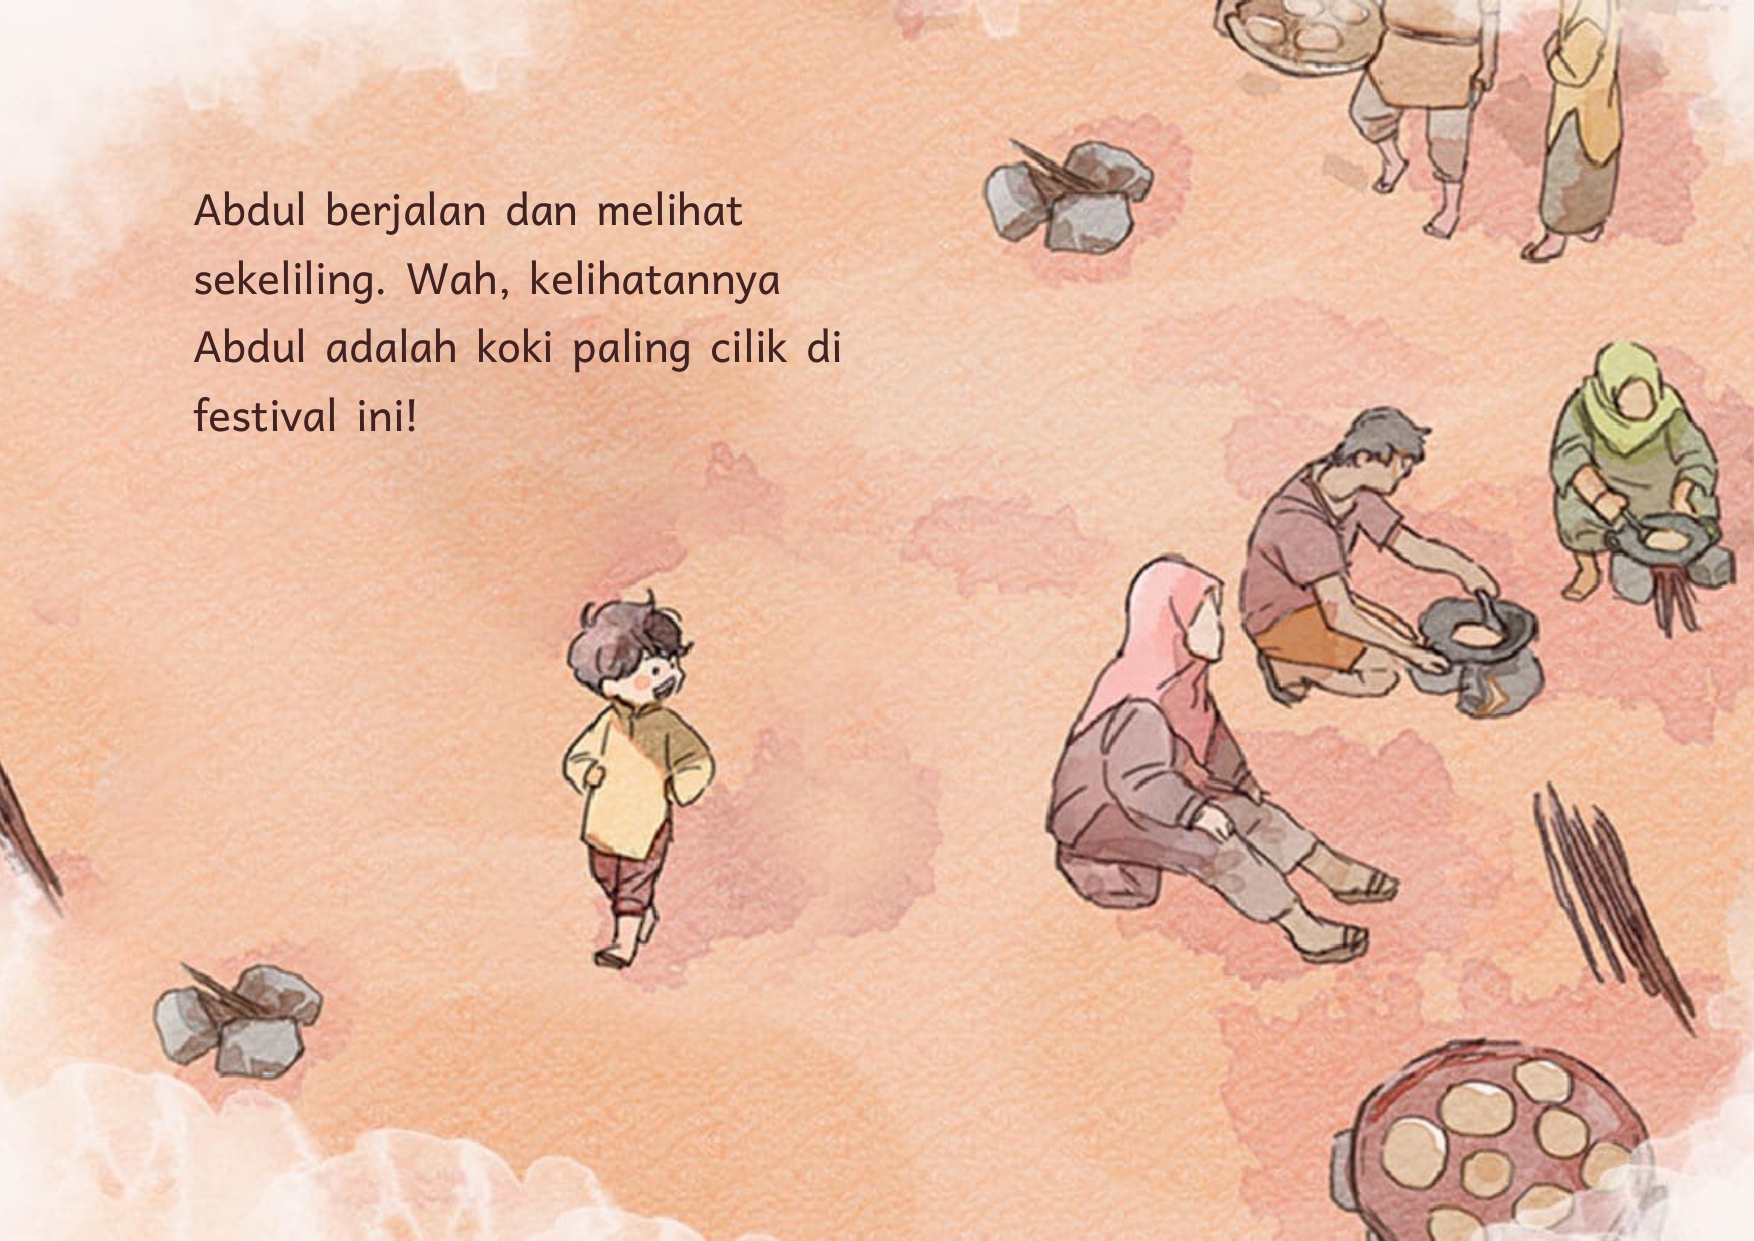 Abdul berjalan dan melihat
sekeliling. Wah, kelihatannya
Abdul adalah koki paling cilik di
festival ini!